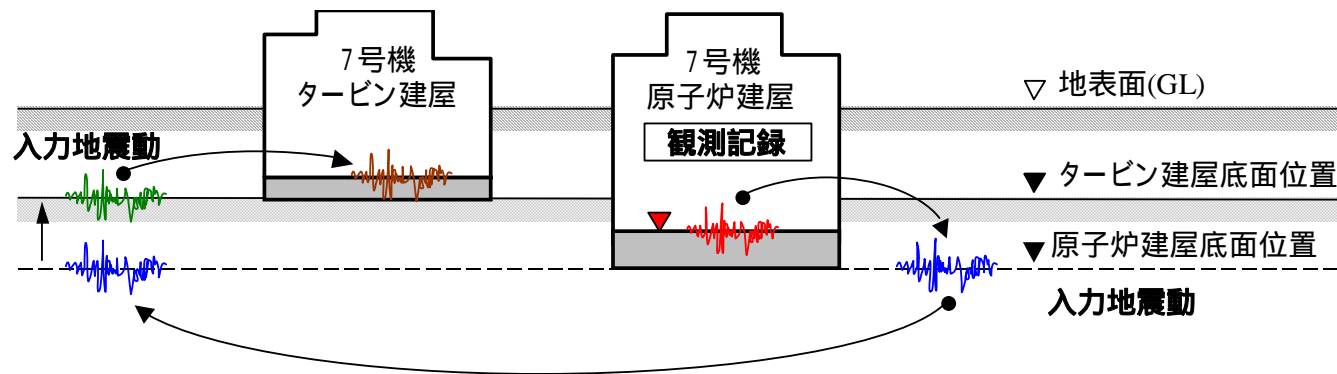 7号機
タービン建屋
7号機
原子炉建屋
観測記録
▽ 地表面(GL)
入力地震動
▼ タービン建屋底面位置
▼原子炉建屋底面位置
入力地震動